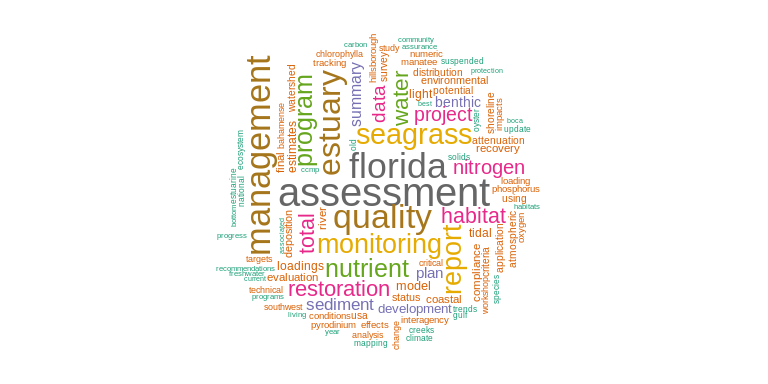 community
carbon
assurance
chlorophylla
study
numeric
tracking
manatee
suspended
hillsborough
survey
distribution
protection
watershed
environmental
summary
light
potential
best
benthic
management
program
estuary
data
water
project
shoreline
impacts
boca
oyster
update
bahamense
estimates
seagrass
attenuation
old
recovery
ecosystem
final
florida
solids
nitrogen
ccmp
loading
phosphorus
estuarine
national
assessment
using
habitats
bottom
quality
habitat
river
deposition
total
tidal
atmospheric
oxygen
progress
associated
monitoring
application
targets
report
criteria
recommendations
loadings
nutrient
critical
compliance
freshwater
plan
current
evaluation
species
technical
restoration
model
workshop
programs
status
coastal
southwest
sediment
development
trends
living
conditions
usa
gulf
interagency
pyrodinium
effects
year
analysis
change
creeks
mapping
climate